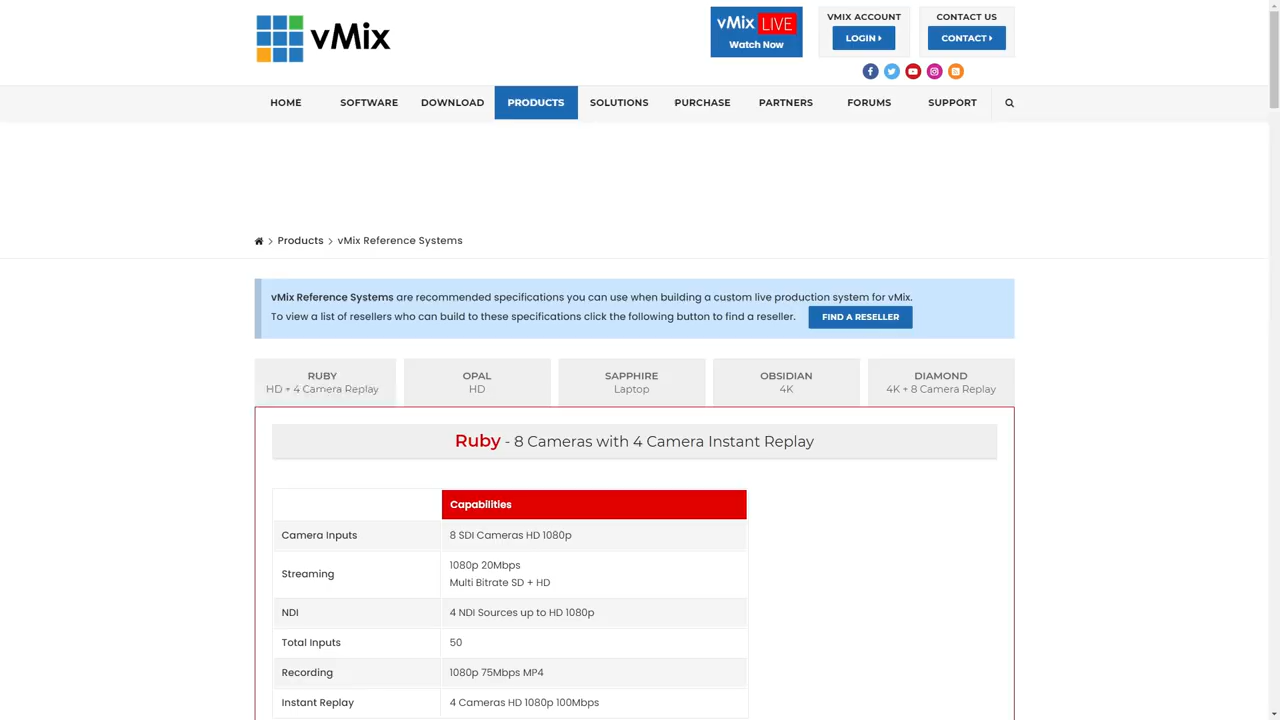 vMix
vMix LIVE
Watch Now
VMIX ACCOUNT
LOGIN
CONTACT US
CONTACT
HOME
SOFTWARE
DOWNLOAD
PRODUCTS
SOLUTIONS
PURCHASE
PARTNERS
FORUMS
SUPPORT
Products
vMix Reference Systems
vMix Reference Systems are recommended specifications you can use when building a custom live production system for vMix.
To view a list of resellers who can build to these specifications click the following button to find a reseller.
FIND A RESELLER
RUBY
HD + 4 Camera Replay
OPAL
HD
SAPPHIRE
Laptop
OBSIDIAN
4K
DIAMOND
4K + 8 Camera Replay
Ruby - 8 Cameras with 4 Camera Instant Replay
Capabilities
Camera Inputs
8 SDI Cameras HD 1080p
Streaming
1080p 20Mbps
Multi Bitrate SD + HD
NDI
4 NDI Sources up to HD 1080p
Total Inputs
50
Recording
1080p 75Mbps MP4
Instant Replay
4 Cameras HD 1080p 100Mbps